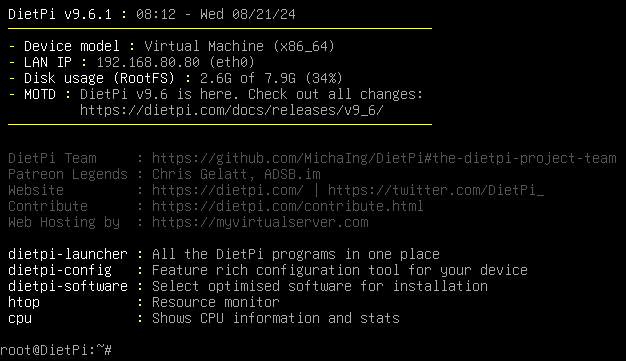 DietPi v9.6.1 : 08:12 - Wed 08/21/24
- Device model : Virtual Machine (x86_64)
- LAN IP : 192.168.80.80 (eth0)
- Disk usage (RootFS) : 2.6G of 7.9G (34%)
- MOTD : DietPi v9.6 is here. Check out all changes:
https://dietpi.com/docs/releases/v9_6/
DietPi Team : https://github.com/MichaIng/DietPi#the-dietpi-project-team
Patreon Legends : Chris Gelatt, ADSB.im
Website : https://dietpi.com/ | https://twitter.com/DietPi_
Contribute : https://dietpi.com/contribute.html
Web Hosting by : https://myvirtualserver.com
dietpi-launcher : All the DietPi programs in one place
dietpi-config : Feature rich configuration tool for your device
dietpi-software : Select optimised software for installation
htop : Resource monitor
cpu : Shows CPU information and stats
root@DietPi:~#